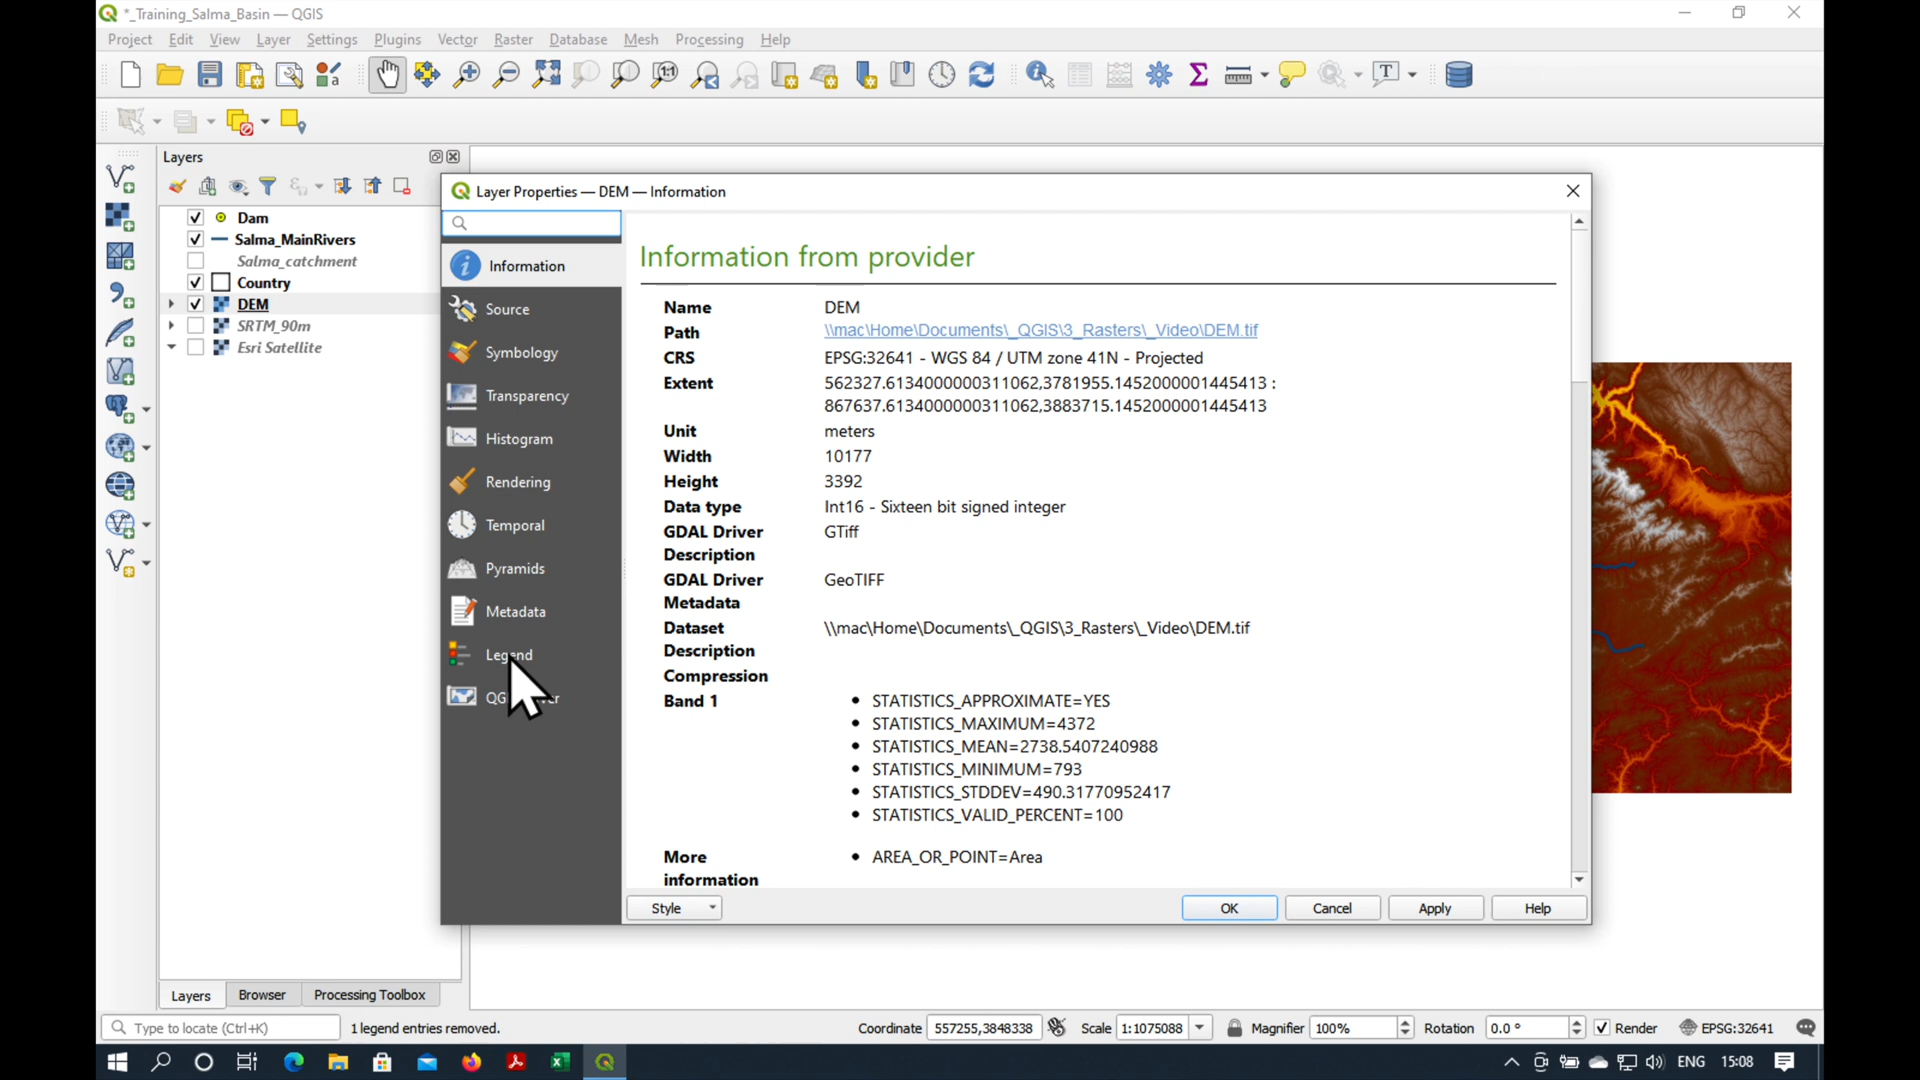 *_Training_Salma_Basin — QGIS
Project Edit View Layer Settings Plugins Vector Raster Database Mesh Processing Help
Layers
Dam
Salma_MainRivers
Salma_catchment
Country
DEM
SRTM_90m
Esri Satellite
Layer Properties — DEM — Information
Information
Source
Symbology
Transparency
Histogram
Rendering
Temporal
Pyramids
Metadata
Legend
Information from provider
Name DEM
Path \\mac\Home\Documents\_QGIS\3_Rasters\_Video\DEM.tif
CRS EPSG:32641 - WGS 84 / UTM zone 41N - Projected
Extent 562327.6134000000311062,3781955.1452000001445413 :
867637.6134000000311062,3883715.1452000001445413
Unit meters
Width 10177
Height 3392
Data type Int16 - Sixteen bit signed integer
GDAL Driver GTiff
Description
GDAL Driver GeoTIFF
Metadata
Dataset \\mac\Home\Documents\_QGIS\3_Rasters\_Video\DEM.tif
Description
Compression
Band 1 • STATISTICS_APPROXIMATE=YES
• STATISTICS_MAXIMUM=4372
• STATISTICS_MEAN=2738.5407240988
• STATISTICS_MINIMUM=793
• STATISTICS_STDDEV=490.31770952417
• STATISTICS_VALID_PERCENT=100
More • AREA_OR_POINT=Area
information
Style OK Cancel Apply Help
Layers Browser Processing Toolbox
Type to locate (Ctrl+K) 1 legend entries removed. Coordinate 557255,3848338 Scale 1:1075088 Magnifier 100% Rotation 0.0 ° Render EPSG:32641
ENG 15:08